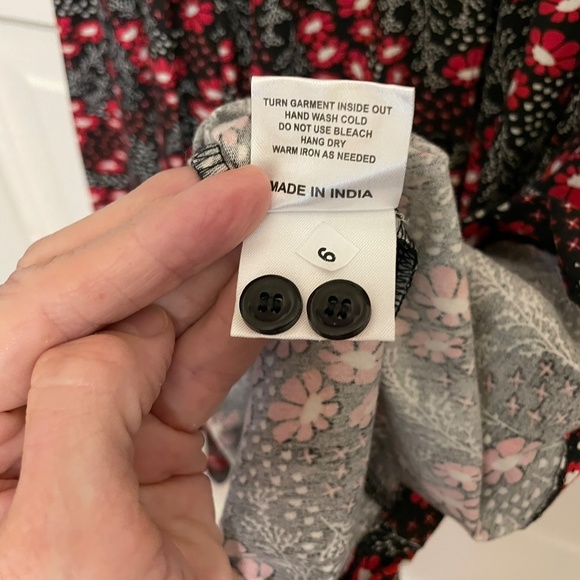 TURN GARMENT INSIDE OUT
HAND WASH COLD
DO NOT USE BLEACH
HANG DRY
WARM IRON AS NEEDED
MADE IN INDIA
9